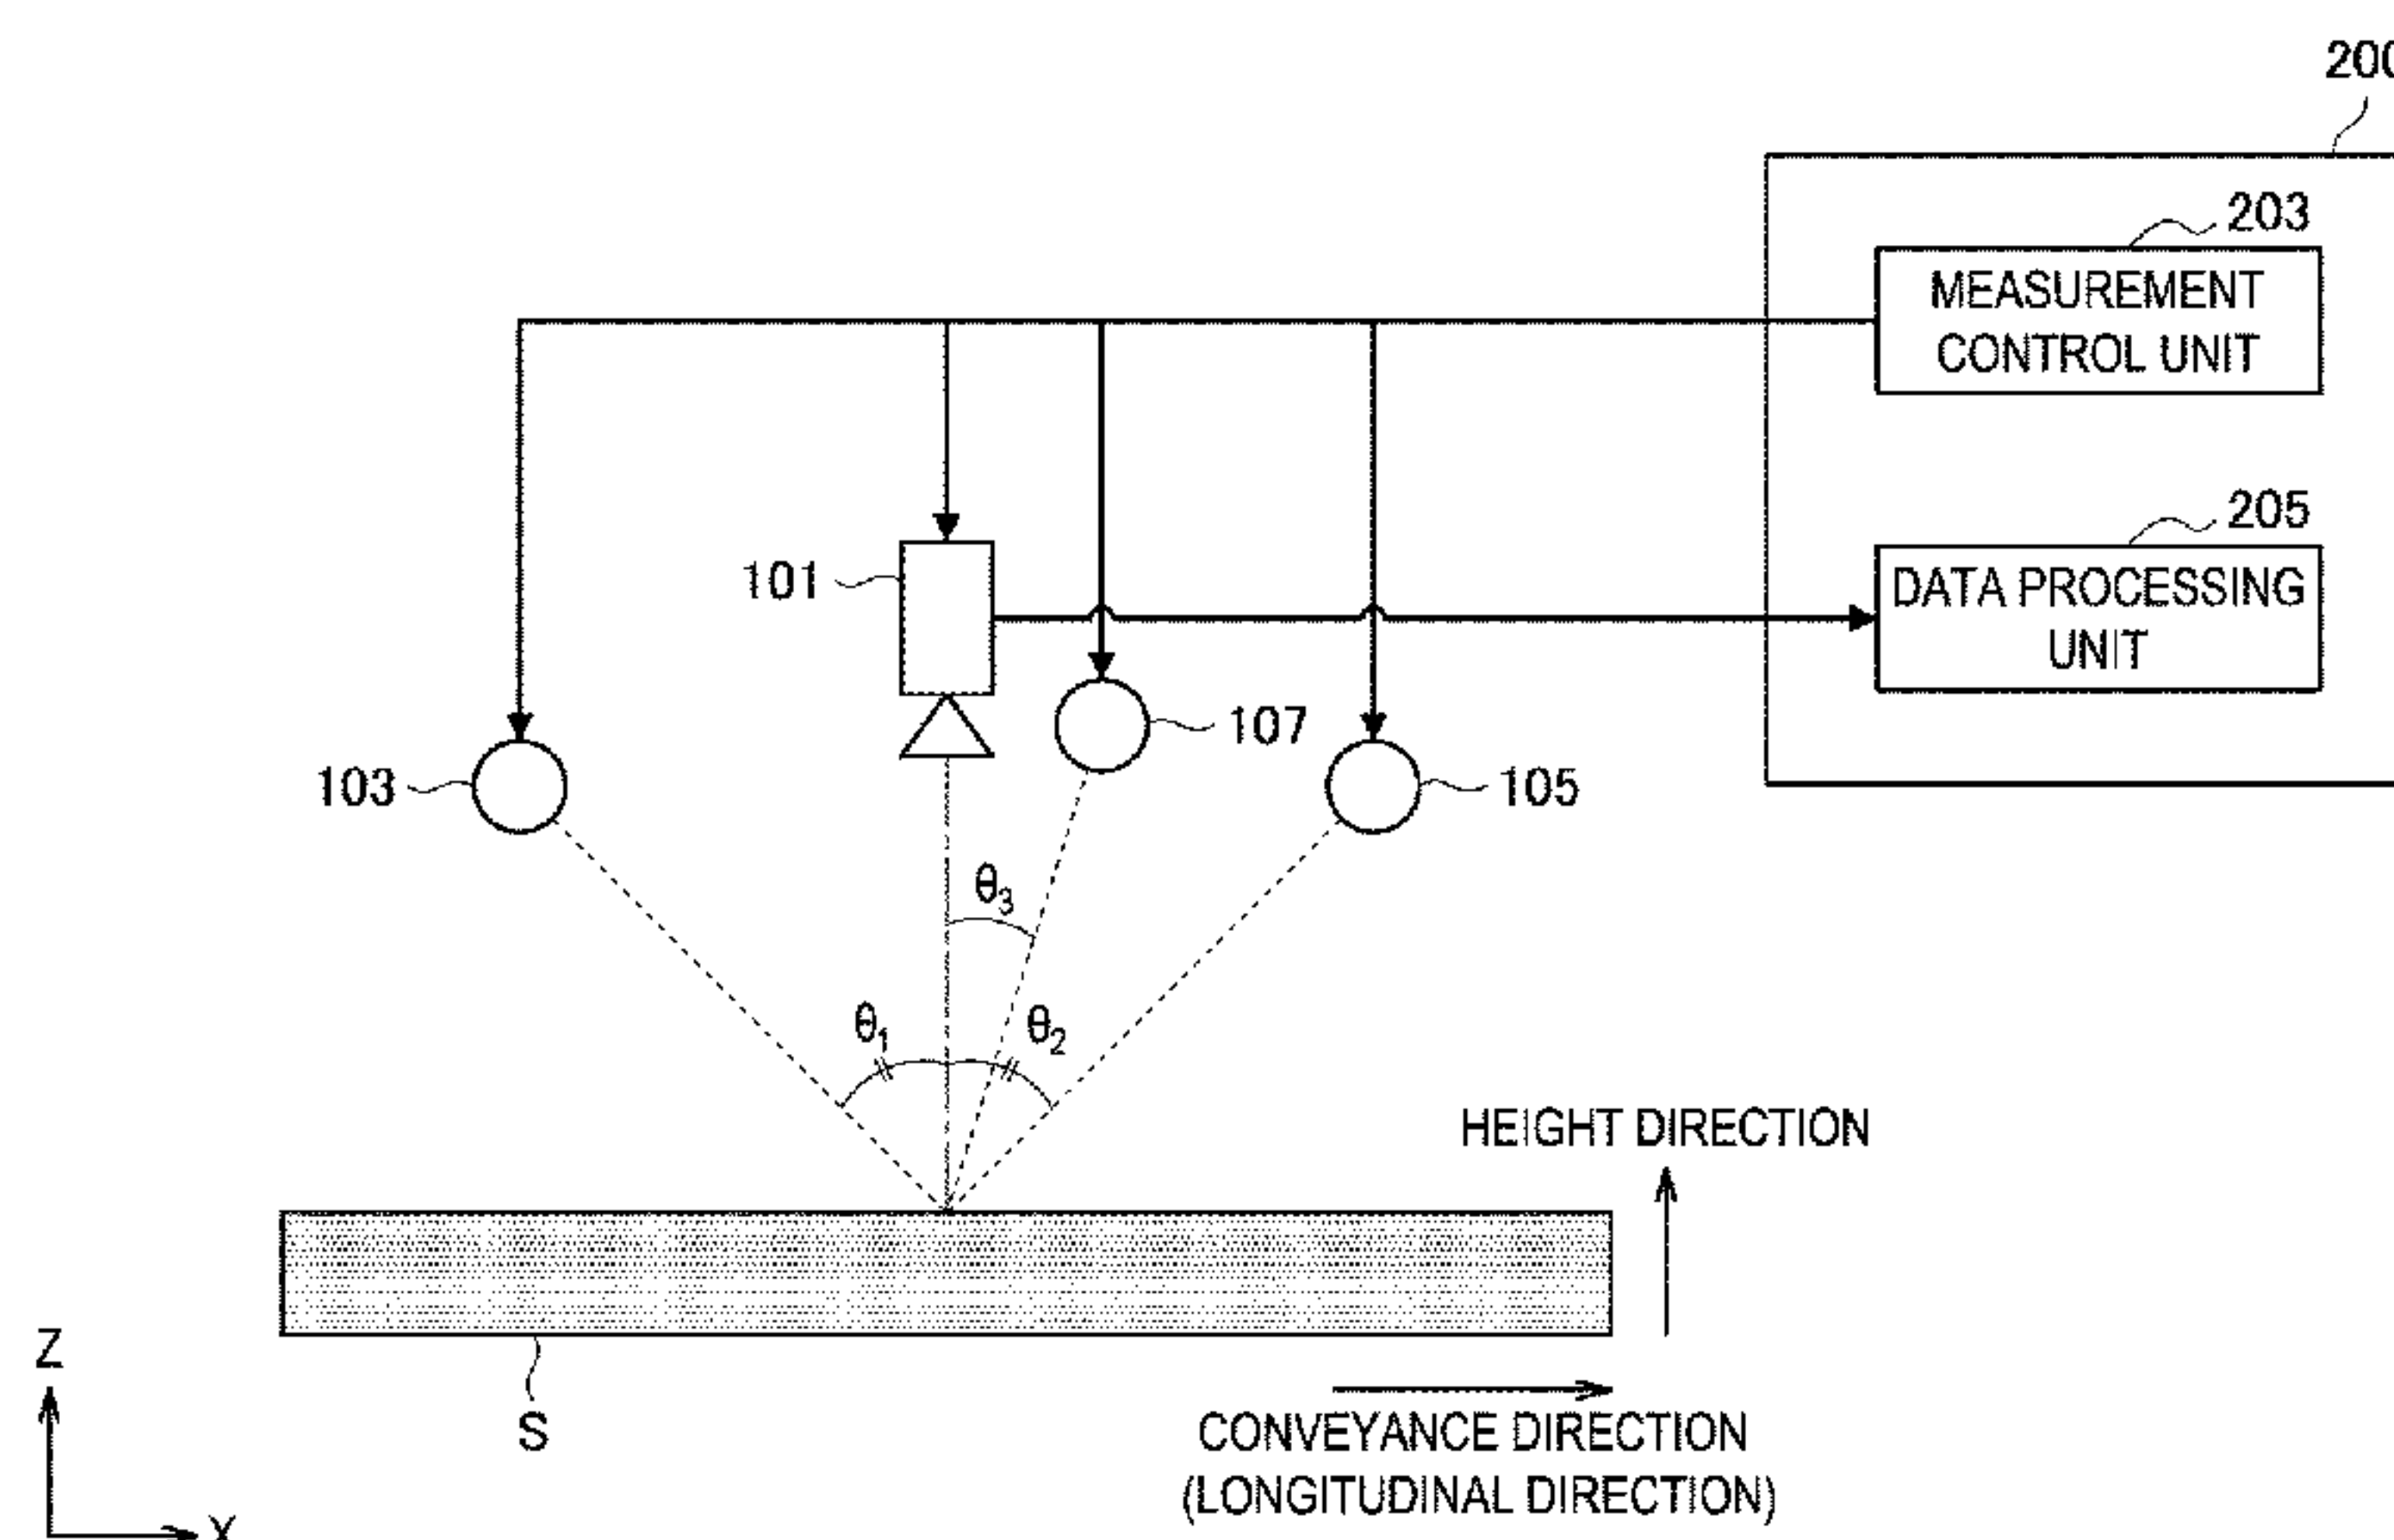 200
203
MEASUREMENT
CONTROL UNIT
205
DATA PROCESSING
UNIT
101
107
103
105
θ3
θ1
θ2
HEIGHT DIRECTION
Z
S
CONVEYANCE DIRECTION
(LONGITUDINAL DIRECTION)
X